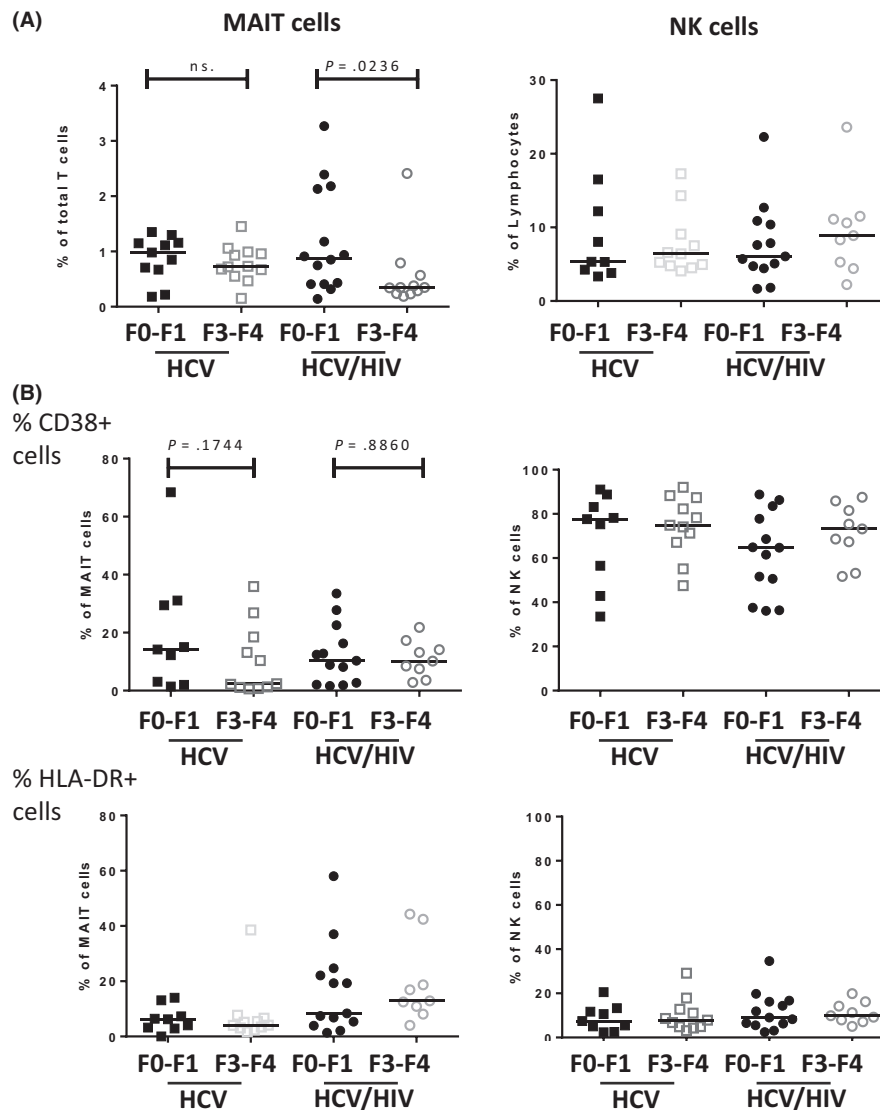 (A)
MAIT cells
NK cells
ns.
P = .0236
% of total T cells
4
3
2
1
0
F0-F1 F3-F4 F0-F1 F3-F4
HCV HCV/HIV
% of Lymphocytes
30
20
10
0
F0-F1 F3-F4 F0-F1 F3-F4
HCV HCV/HIV
(B)
% CD38+
cells
P = .1744
P = .8860
% of MAIT cells
80
60
40
20
0
F0-F1 F3-F4 F0-F1 F3-F4
HCV HCV/HIV
% of NK cells
100
80
60
40
20
0
F0-F1 F3-F4 F0-F1 F3-F4
HCV HCV/HIV
% HLA-DR+
cells
% of MAIT cells
80
60
40
20
0
F0-F1 F3-F4 F0-F1 F3-F4
HCV HCV/HIV
% of NK cells
100
80
60
40
20
0
F0-F1 F3-F4 F0-F1 F3-F4
HCV HCV/HIV